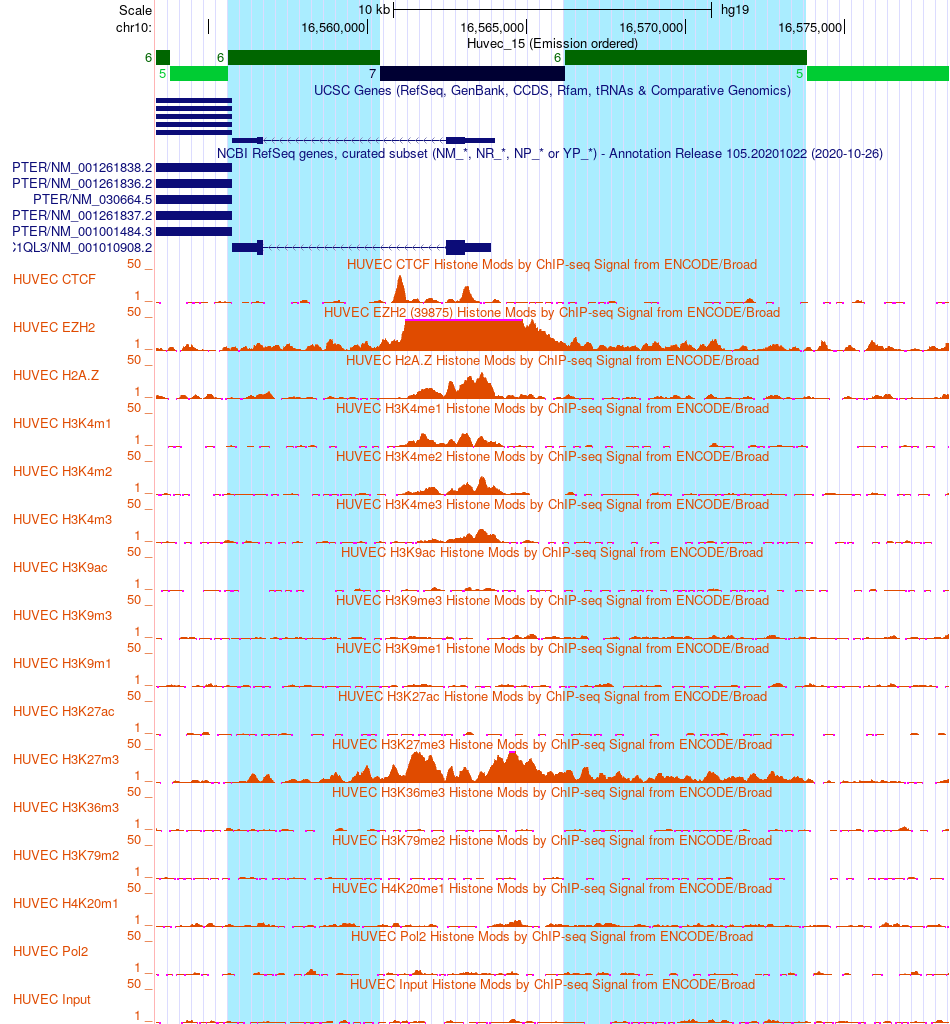 Scale 10 kb hg19
chr10: 16,560,000 16,565,000 16,570,000 16,575,000
Huvec_15 (Emission ordered)
6 6 6
5 7 5
UCSC Genes (RefSeq, GenBank, CCDS, Rfam, tRNAs & Comparative Genomics)
NCBI RefSeq genes, curated subset (NM_*, NR_*, NP_* or YP_*) - Annotation Release 105.20201022 (2020-10-26)
PTER/NM_001261838.2
PTER/NM_001261836.2
PTER/NM_030664.5
PTER/NM_001261837.2
PTER/NM_001001484.3
1QL3/NM_001010908.2
50 HUVEC CTCF Histone Mods by ChIP-seq Signal from ENCODE/Broad
HUVEC CTCF
1
50 HUVEC EZH2 (39875) Histone Mods by ChIP-seq Signal from ENCODE/Broad
HUVEC EZH2
1
50 HUVEC H2A.Z Histone Mods by ChIP-seq Signal from ENCODE/Broad
HUVEC H2A.Z
1
50 HUVEC H3K4me1 Histone Mods by ChIP-seq Signal from ENCODE/Broad
HUVEC H3K4m1
1
50 HUVEC H3K4me2 Histone Mods by ChIP-seq Signal from ENCODE/Broad
HUVEC H3K4m2
1
50 HUVEC H3K4me3 Histone Mods by ChIP-seq Signal from ENCODE/Broad
HUVEC H3K4m3
1
50 HUVEC H3K9ac Histone Mods by ChIP-seq Signal from ENCODE/Broad
HUVEC H3K9ac
1
50 HUVEC H3K9me3 Histone Mods by ChIP-seq Signal from ENCODE/Broad
HUVEC H3K9m3
1
50 HUVEC H3K9me1 Histone Mods by ChIP-seq Signal from ENCODE/Broad
HUVEC H3K9m1
1
50 HUVEC H3K27ac Histone Mods by ChIP-seq Signal from ENCODE/Broad
HUVEC H3K27ac
1
50 HUVEC H3K27me3 Histone Mods by ChIP-seq Signal from ENCODE/Broad
HUVEC H3K27m3
1
50 HUVEC H3K36me3 Histone Mods by ChIP-seq Signal from ENCODE/Broad
HUVEC H3K36m3
1
50 HUVEC H3K79me2 Histone Mods by ChIP-seq Signal from ENCODE/Broad
HUVEC H3K79m2
1
50 HUVEC H4K20me1 Histone Mods by ChIP-seq Signal from ENCODE/Broad
HUVEC H4K20m1
1
50 HUVEC Pol2 Histone Mods by ChIP-seq Signal from ENCODE/Broad
HUVEC Pol2
1
50 HUVEC Input Histone Mods by ChIP-seq Signal from ENCODE/Broad
HUVEC Input
1